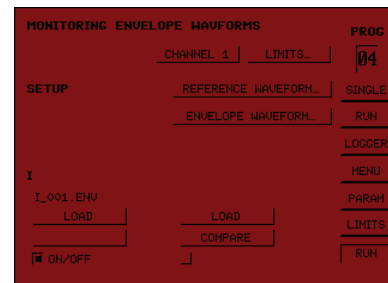 MONITORING ENVELOPE WAVEFORMS
PROG
CHANNEL 1
LIMITS…
04
SETUP
REFERENCE WAVEFORM…
SINGLE
ENVELOPE WAVEFORM…
RUN
LOGGER
I
MENU
I_001.ENV
PARAM
LOAD
LOAD
LIMITS
COMPARE
ON/OFF
RUN